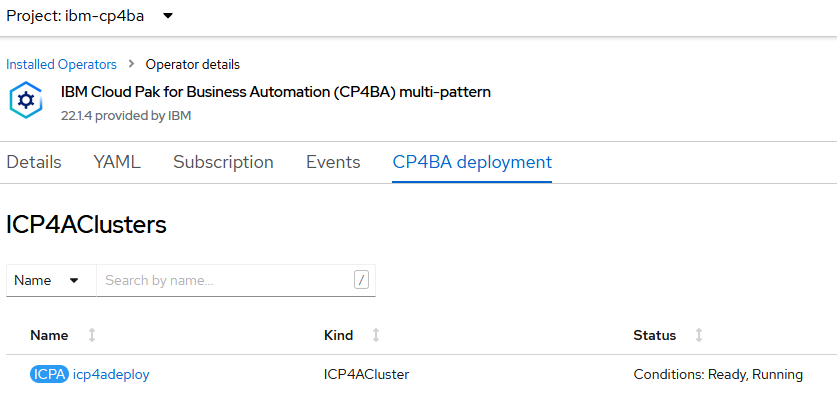 Project: ibm-cp4ba
Installed Operators > Operator details
IBM Cloud Pak for Business Automation (CP4BA) multi-pattern
22.1.4 provided by IBM
Details YAML Subscription Events CP4BA deployment
ICP4AClusters
Name Search by name... /
Name Kind Status
ICPA icp4adeploy ICP4ACluster Conditions: Ready, Running